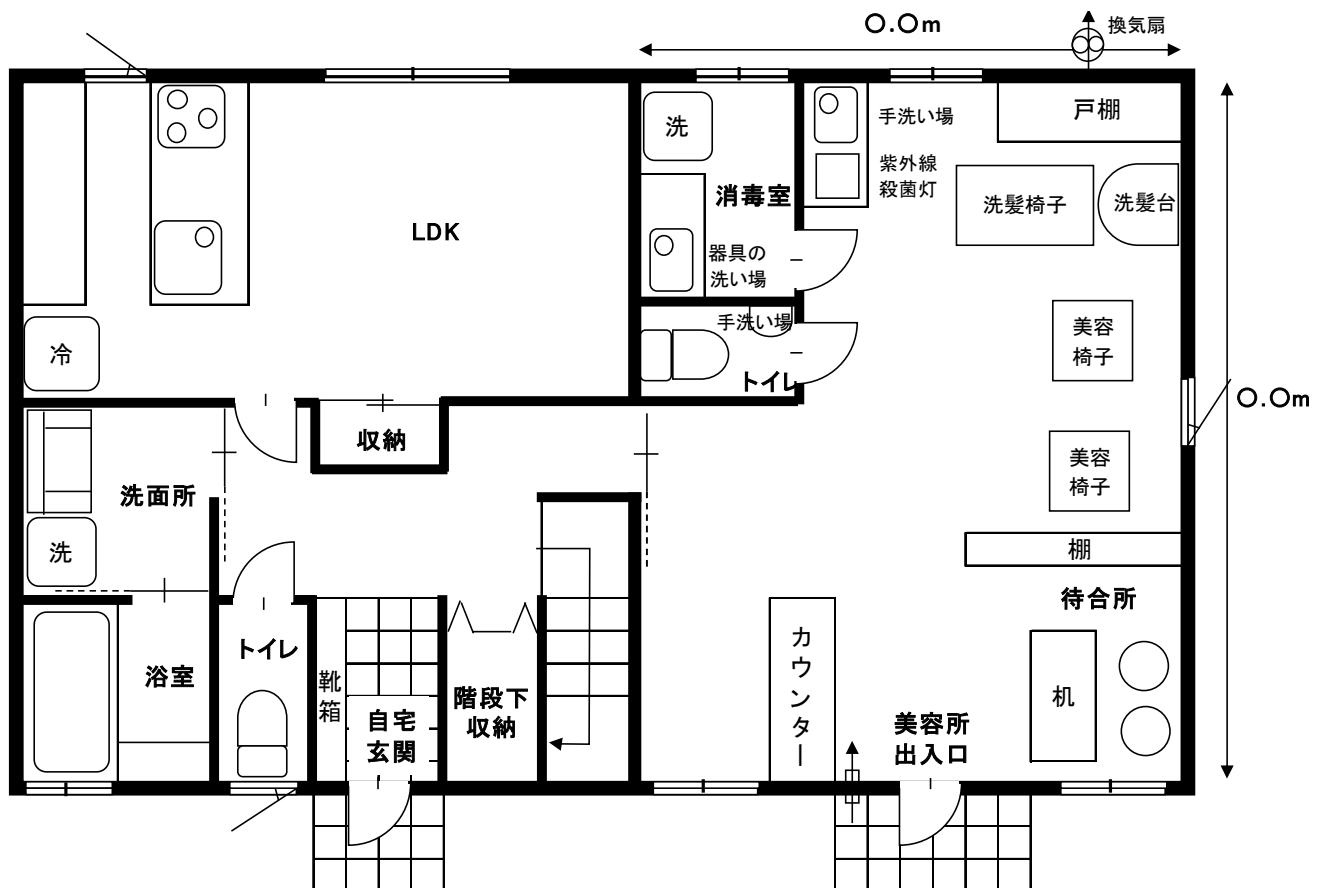 〇.〇m
換気扇
洗
手洗い場
戸棚
紫外線
殺菌灯
消毒室
洗髪椅子
洗髪台
LDK
器具の
洗い場
手洗い場
トイレ
冷
美容
椅子
〇.〇m
収納
美容
椅子
洗面所
洗
棚
待合所
トイレ
浴室
靴
箱
自宅
玄関
階段下
収納
カウンター
机
美容所
出入口